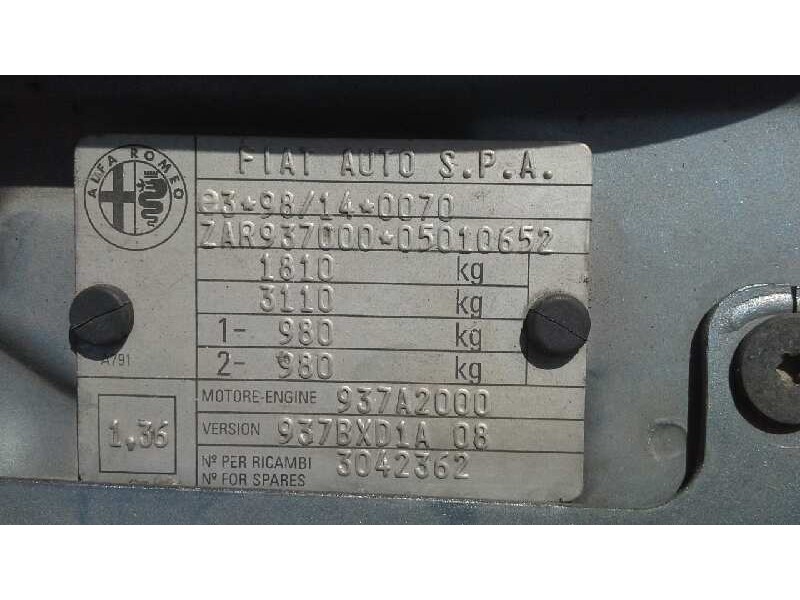 FIAT AUTO S.P.A.
ALFA ROMEO
e3*98/14*0070
ZAR937000*05010652
1810 kg
3110 kg
1- 980 kg
2- 980 kg
A791
MOTORE-ENGINE 937A2000
1,36
VERSION 937BXD1A 08
Nº PER RICAMBI 3042362
Nº FOR SPARES